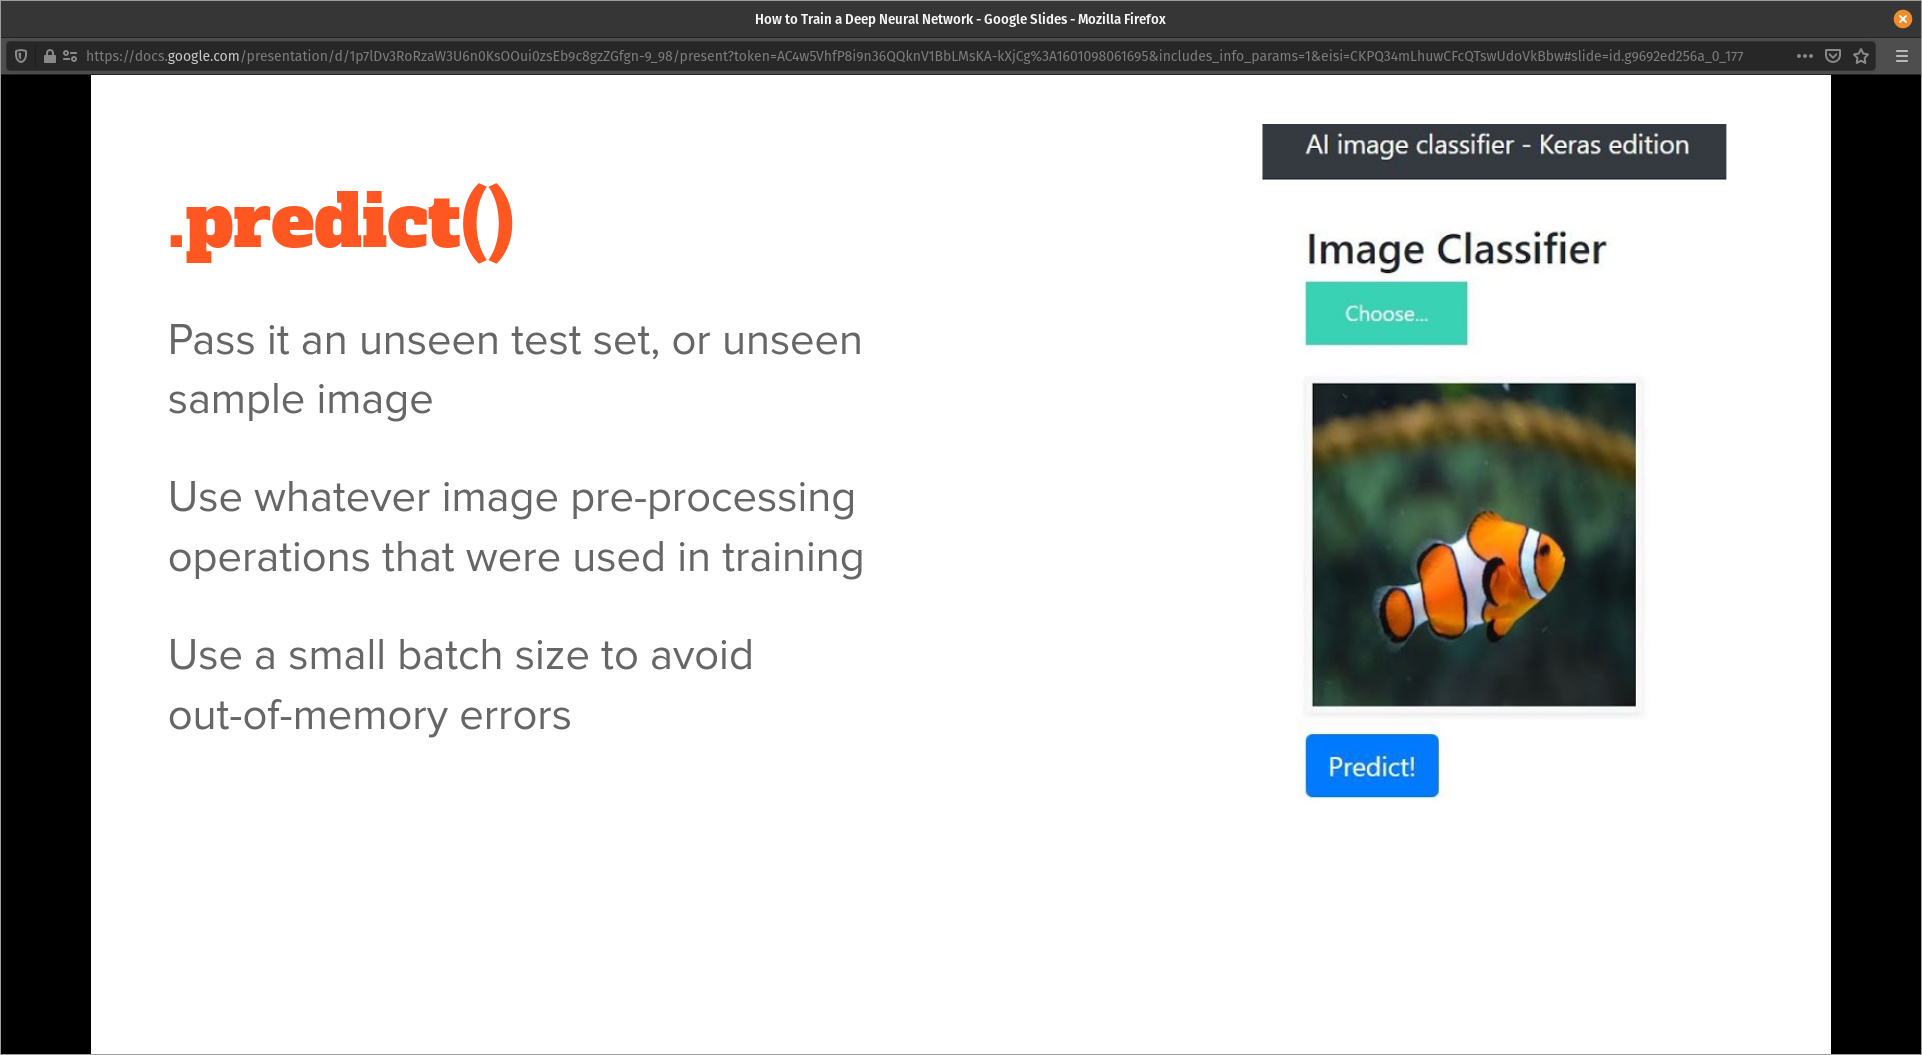 How to Train a Deep Neural Network - Google Slides - Mozilla Firefox
https://docs.google.com/presentation/d/1p7lDv3RoRzaW3U6n0KsOOui0zsEb9c8gzZGfgn-9_98/present?token=AC4w5VhfP8i9n36QQknV1BbLMsKA-kXjCg%3A1601098061695&includes_info_params=1&eisi=CKPQ34mLhuwCFcQTswUdoVkBbw#slide=id.g9692ed256a_0_177
.predict()
Pass it an unseen test set, or unseen
sample image
Use whatever image pre-processing
operations that were used in training
Use a small batch size to avoid
out-of-memory errors
AI image classifier - Keras edition
Image Classifier
Choose...
Predict!